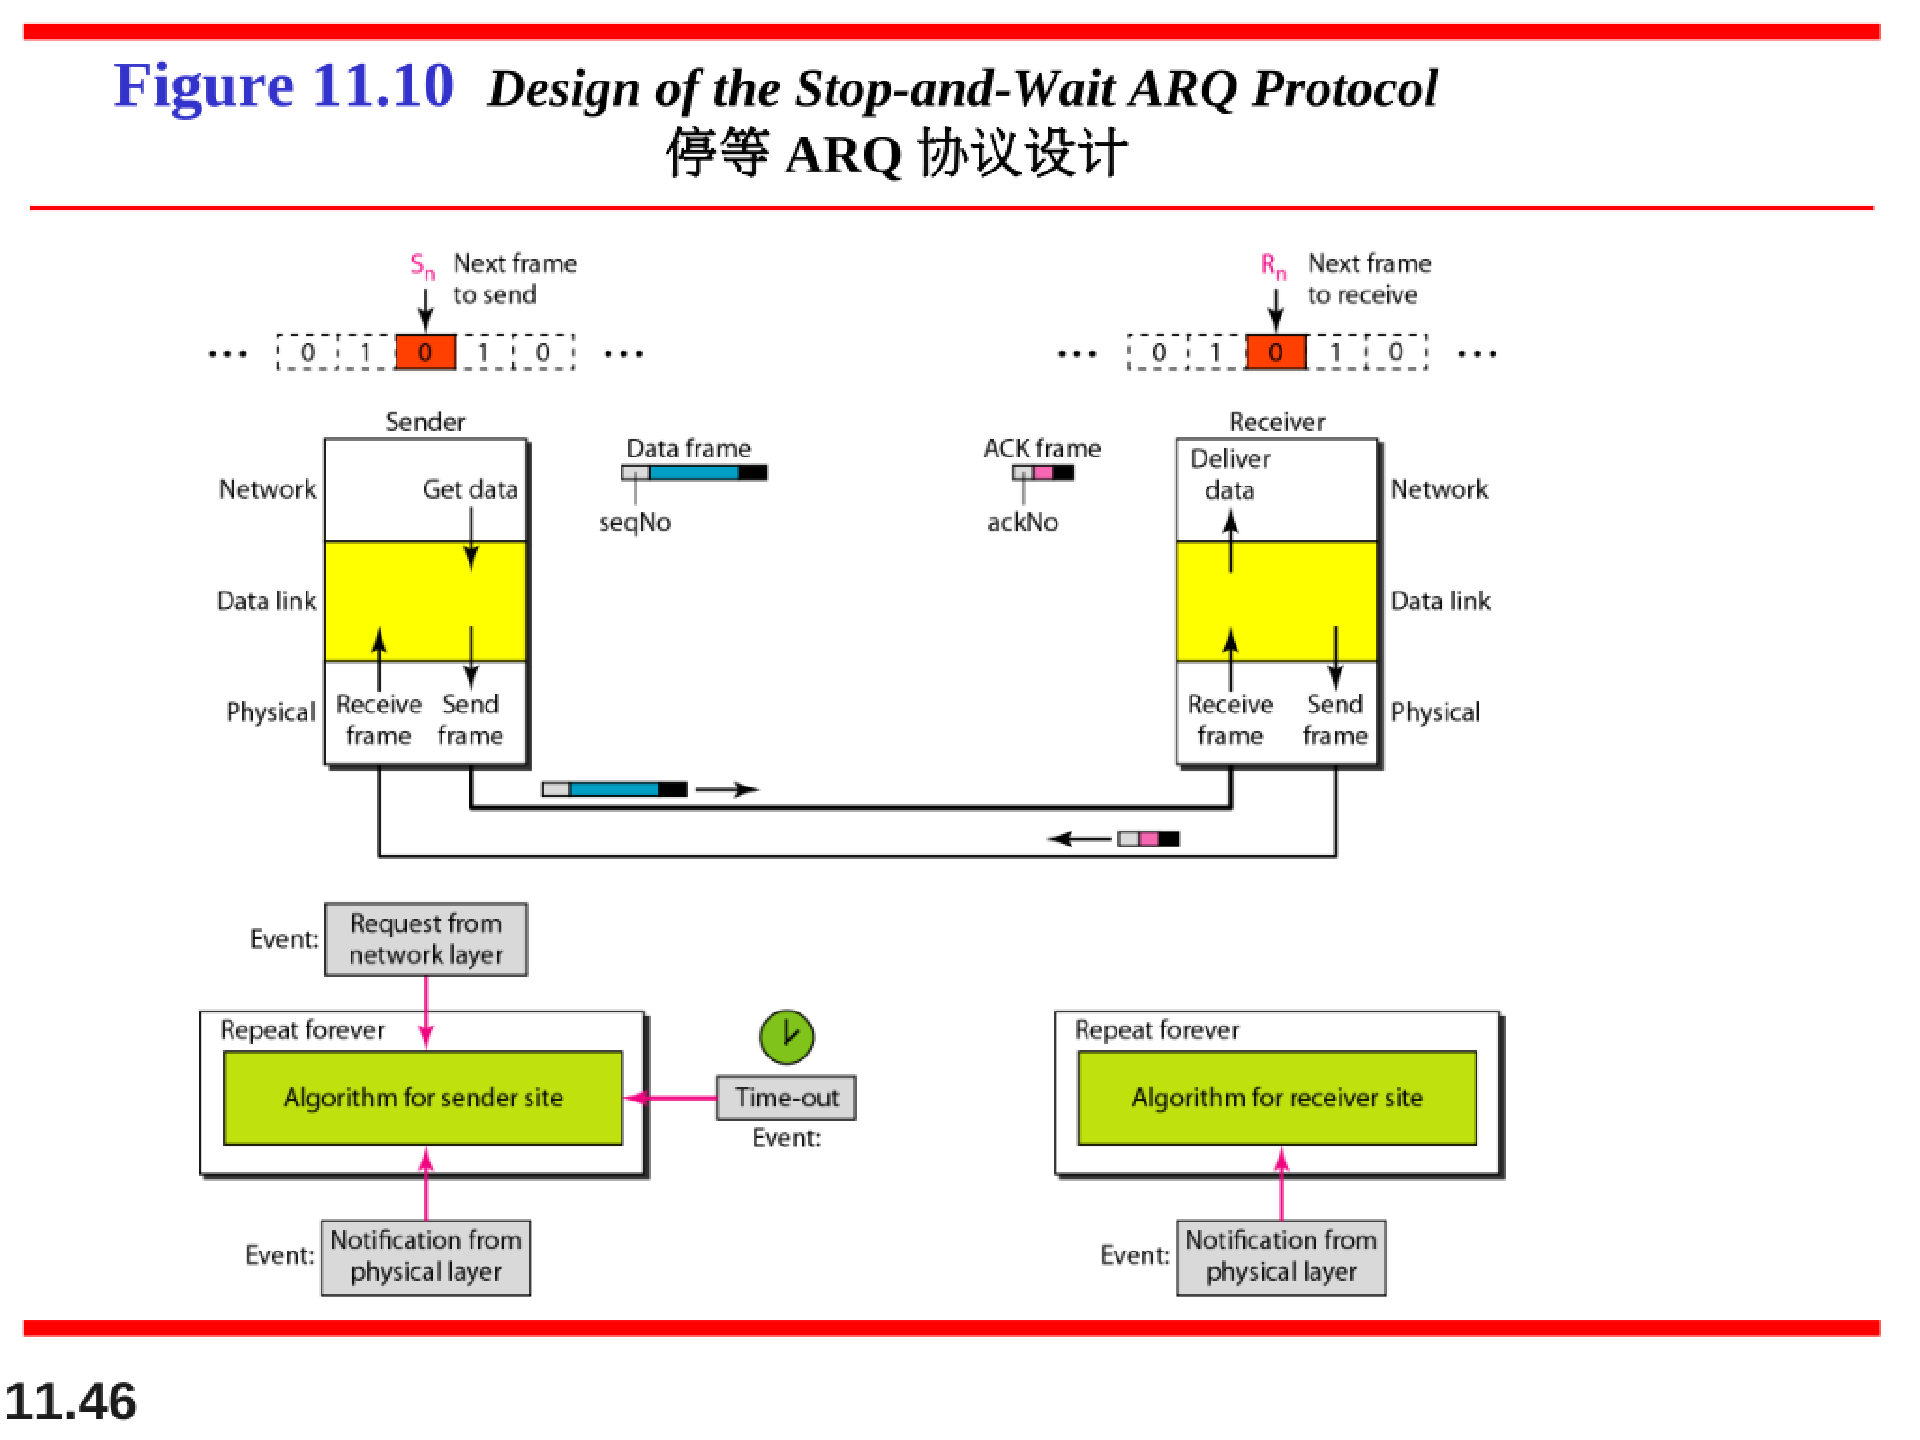 Figure 11.10 Design of the Stop-and-Wait ARQ Protocol
停等 ARQ 协议设计
Sn Next frame
to send
Rn Next frame
to receive
... 0 1 0 1 0 ...
... 0 1 0 1 0 ...
Sender
Receiver
Data frame
seqNo
ACK frame
ackNo
Network
Get data
Deliver
data
Network
Data link
Data link
Physical
Receive
frame
Send
frame
Receive
frame
Send
frame
Physical
Event:
Request from
network layer
Repeat forever
Algorithm for sender site
Time-out
Event:
Repeat forever
Algorithm for receiver site
Event:
Notification from
physical layer
Event:
Notification from
physical layer
11.46